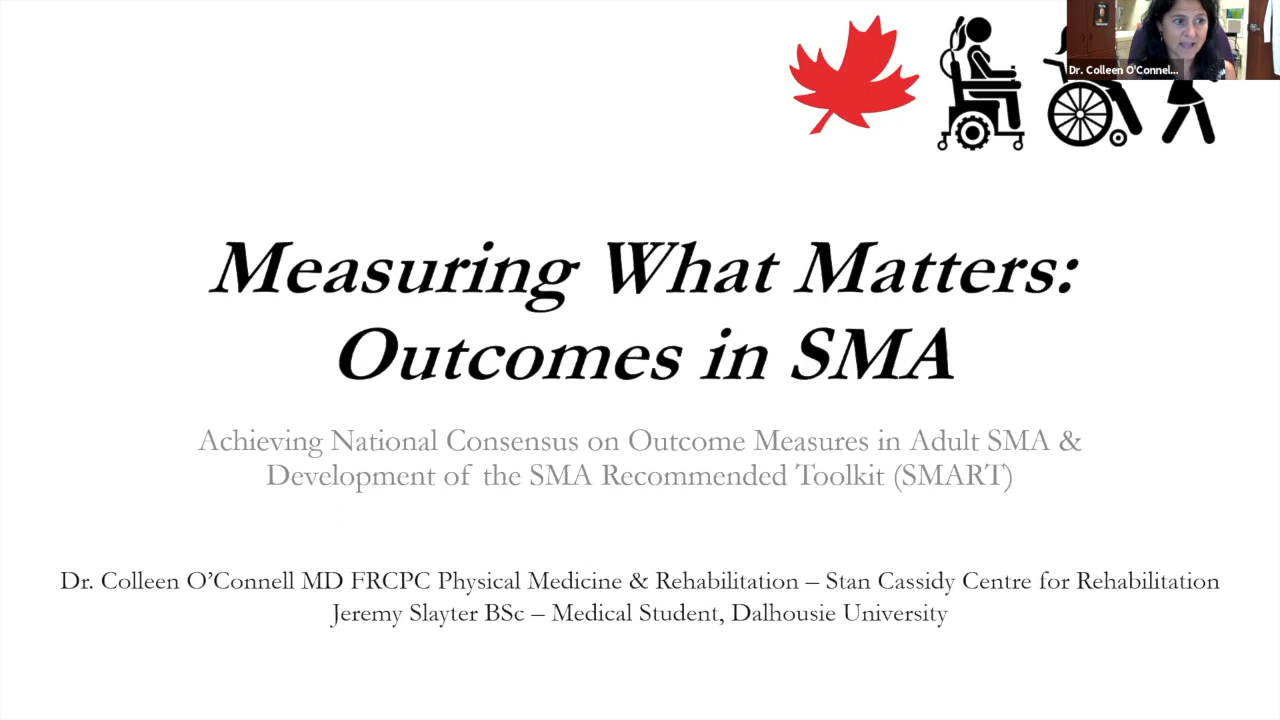 Dr. Colleen O'Connel...
Measuring What Matters:
Outcomes in SMA
Achieving National Consensus on Outcome Measures in Adult SMA &
Development of the SMA Recommended Toolkit (SMART)
Dr. Colleen O’Connell MD FRCPC Physical Medicine & Rehabilitation – Stan Cassidy Centre for Rehabilitation
Jeremy Slayter BSc – Medical Student, Dalhousie University